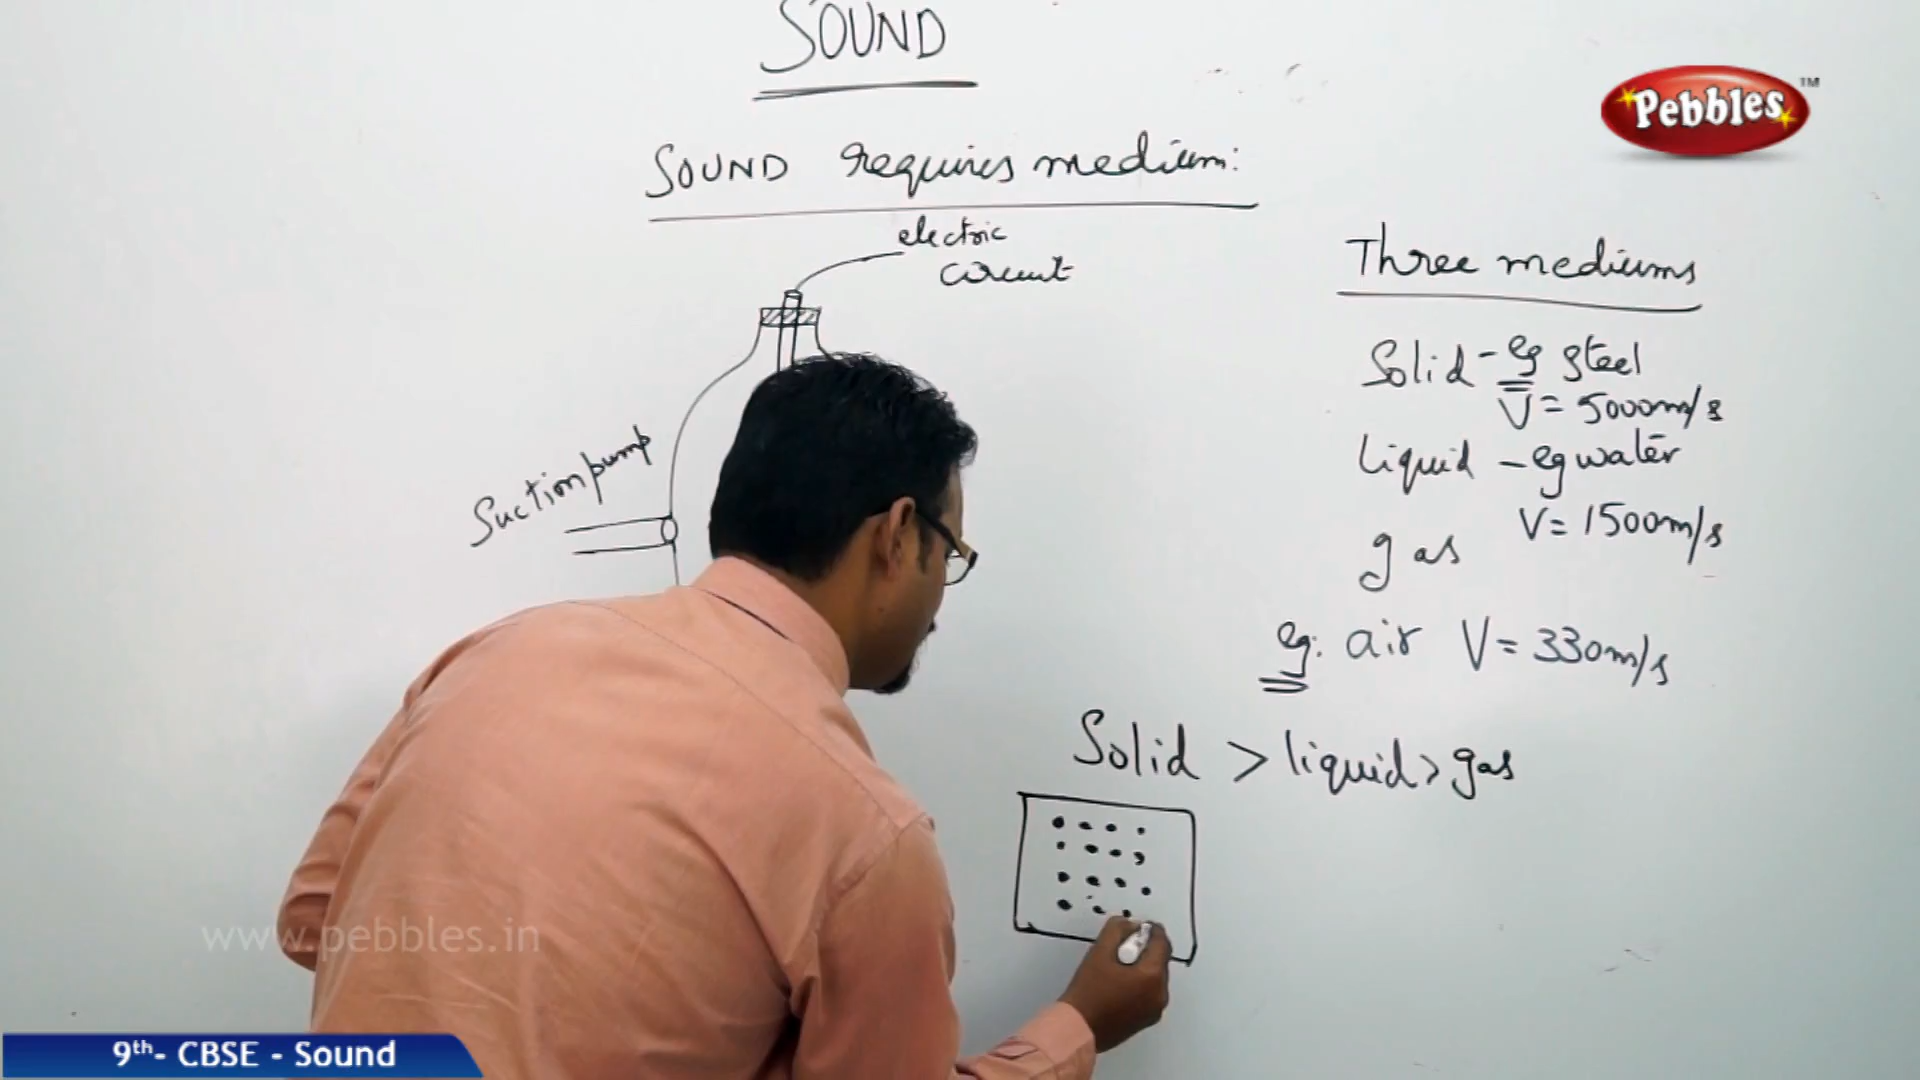 SOUND
Pebbles™
SOUND requires medium:
electric
circuit
Suction pump
Three mediums
Solid - eg steel
V = 5000m/s
liquid - eg water
V = 1500m/s
gas
eg: air V = 330m/s
Solid > liquid > gas
www.pebbles.in
9th- CBSE - Sound